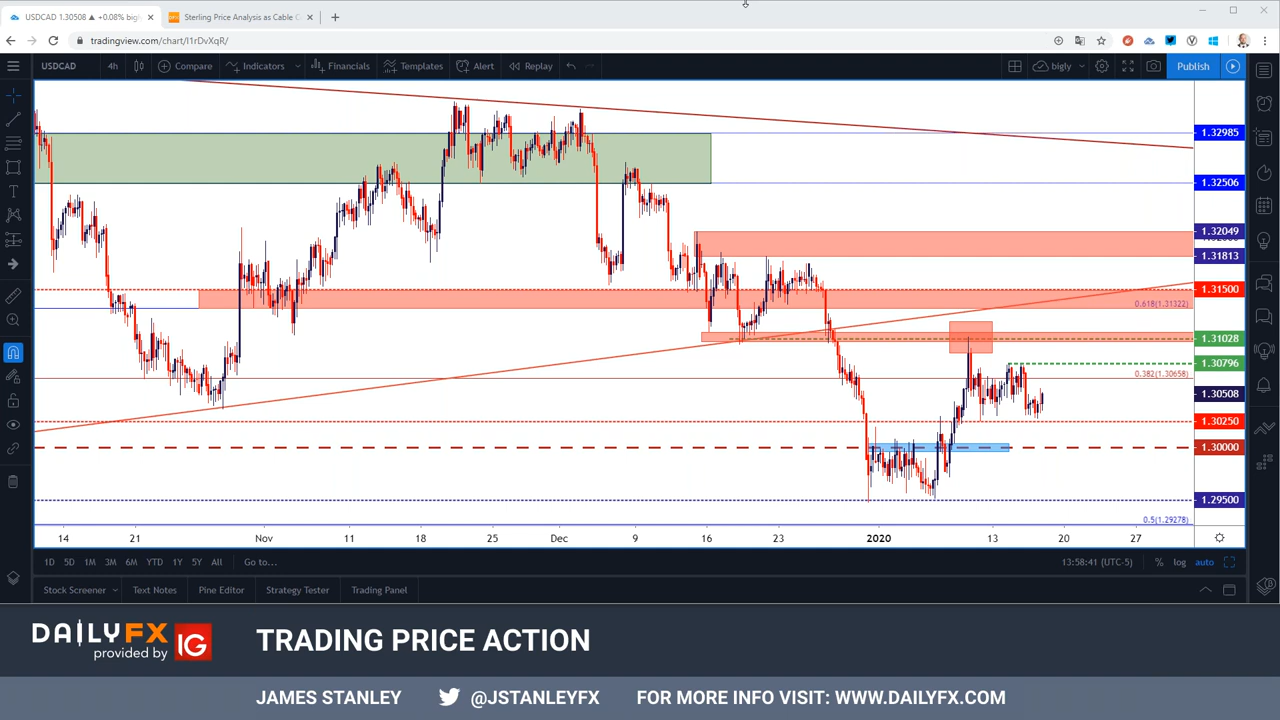 USDCAD 1.30508 ▲ +0.08% bigly
Sterling Price Analysis as Cable C
tradingview.com/chart/I1rDvXqR/
USDCAD 4h Compare Indicators Financials Templates Alert Replay bigly Publish
1.32985
1.32506
1.32049
1.31813
1.31500
0.618(1.31322)
1.31028
1.30796
0.382(1.30658)
1.30508
1.30250
1.30000
1.29500
0.5(1.29278)
14 21 Nov 11 18 25 Dec 9 16 23 2020 13 20 27
1D 5D 1M 3M 6M YTD 1Y 5Y All Go to... 13:58:41 (UTC-5) % log auto
Stock Screener Text Notes Pine Editor Strategy Tester Trading Panel
DAILYFX
provided by IG
TRADING PRICE ACTION
JAMES STANLEY @JSTANLEYFX FOR MORE INFO VISIT: WWW.DAILYFX.COM